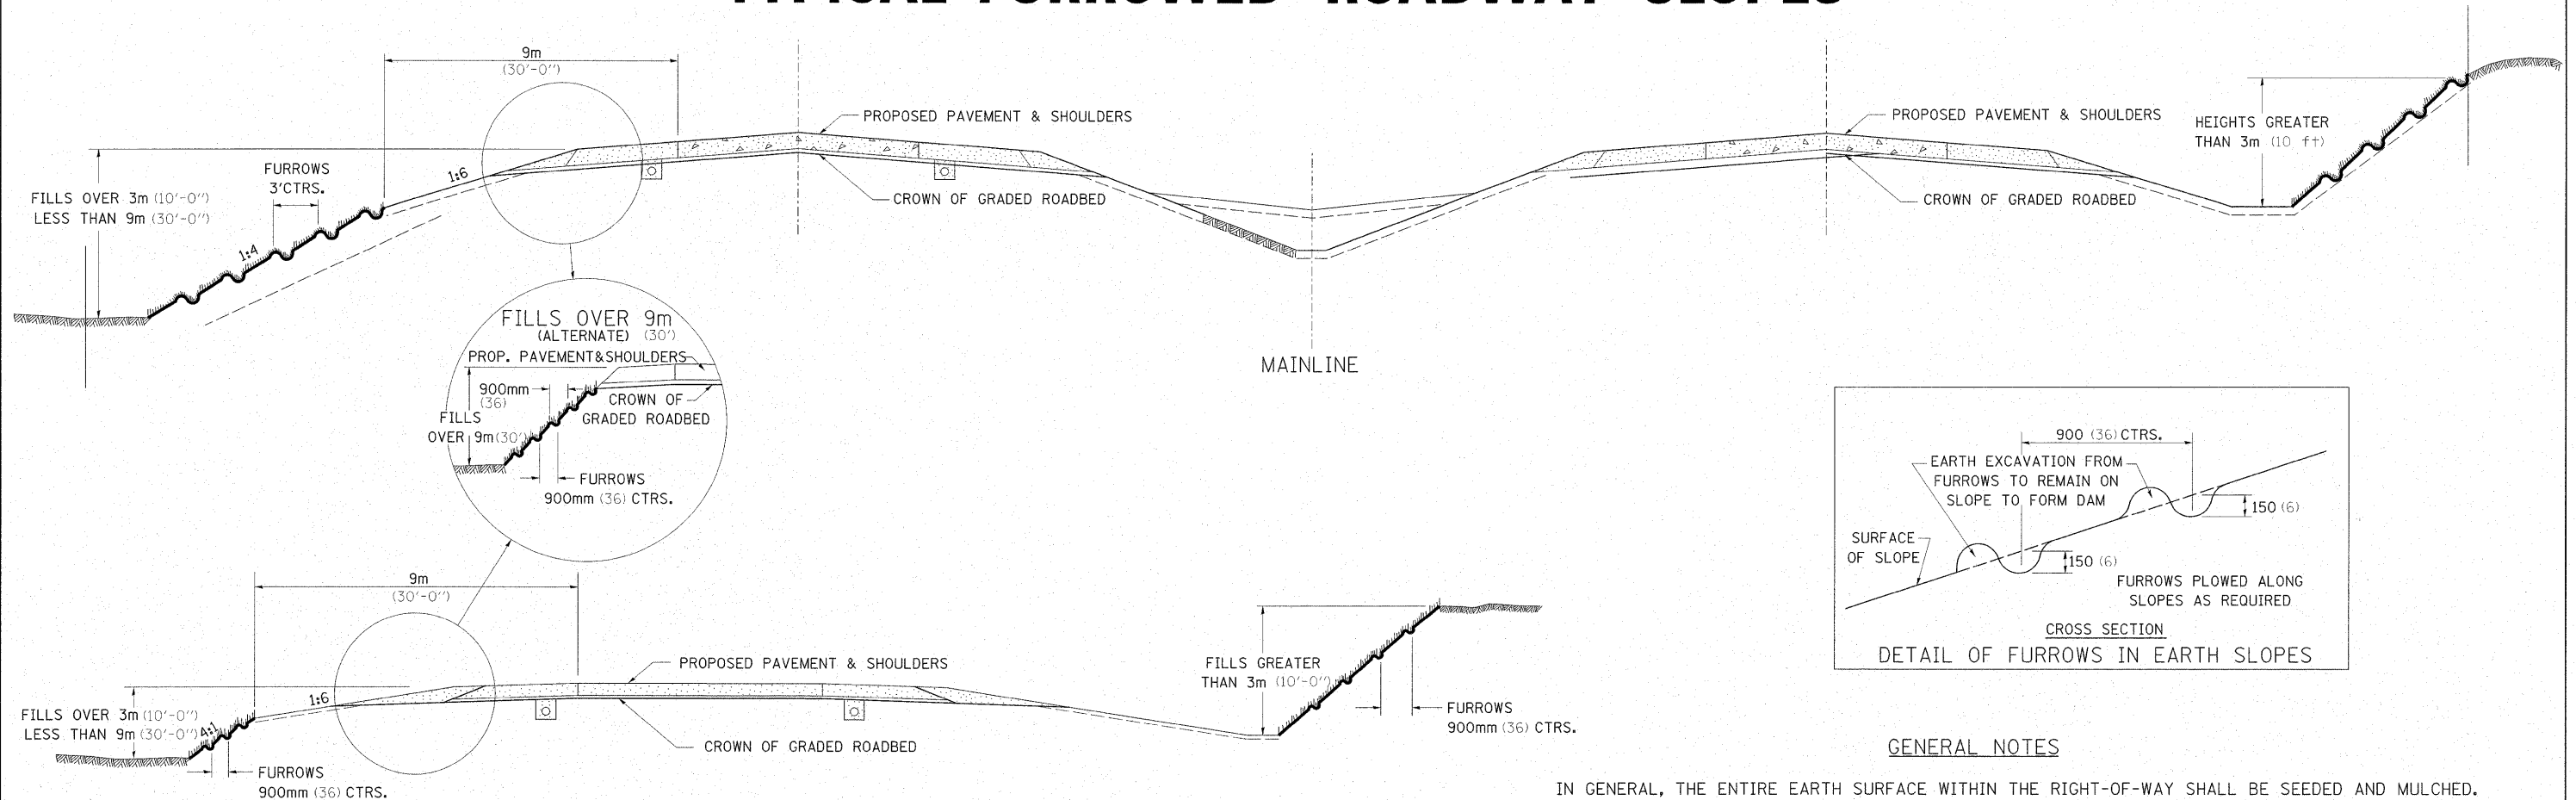 TYPICAL FURROWED ROADWAY SLOPES
9m
(30'-0")
PROPOSED PAVEMENT & SHOULDERS
PROPOSED PAVEMENT & SHOULDERS
HEIGHTS GREATER
THAN 3m (10 ft)
FURROWS
3'CTRS.
1:6
FILLS OVER 3m (10'-0")
LESS THAN 9m (30'-0")
CROWN OF GRADED ROADBED
CROWN OF GRADED ROADBED
1:4
MAINLINE
FILLS OVER 9m
(ALTERNATE) (30')
PROP. PAVEMENT&SHOULDERS
900mm
(36)
CROWN OF
GRADED ROADBED
FILLS
OVER 9m(30')
FURROWS
900mm (36) CTRS.
900 (36) CTRS.
EARTH EXCAVATION FROM
FURROWS TO REMAIN ON
SLOPE TO FORM DAM
150 (6)
SURFACE
OF SLOPE
150 (6)
FURROWS PLOWED ALONG
SLOPES AS REQUIRED
CROSS SECTION
DETAIL OF FURROWS IN EARTH SLOPES
9m
(30'-0")
PROPOSED PAVEMENT & SHOULDERS
FILLS GREATER
THAN 3m (10'-0")
1:6
FILLS OVER 3m (10'-0")
LESS THAN 9m (30'-0")
4:1
FURROWS
900mm (36) CTRS.
CROWN OF GRADED ROADBED
FURROWS
900mm (36) CTRS.
GENERAL NOTES
IN GENERAL, THE ENTIRE EARTH SURFACE WITHIN THE RIGHT-OF-WAY SHALL BE SEEDED AND MULCHED.